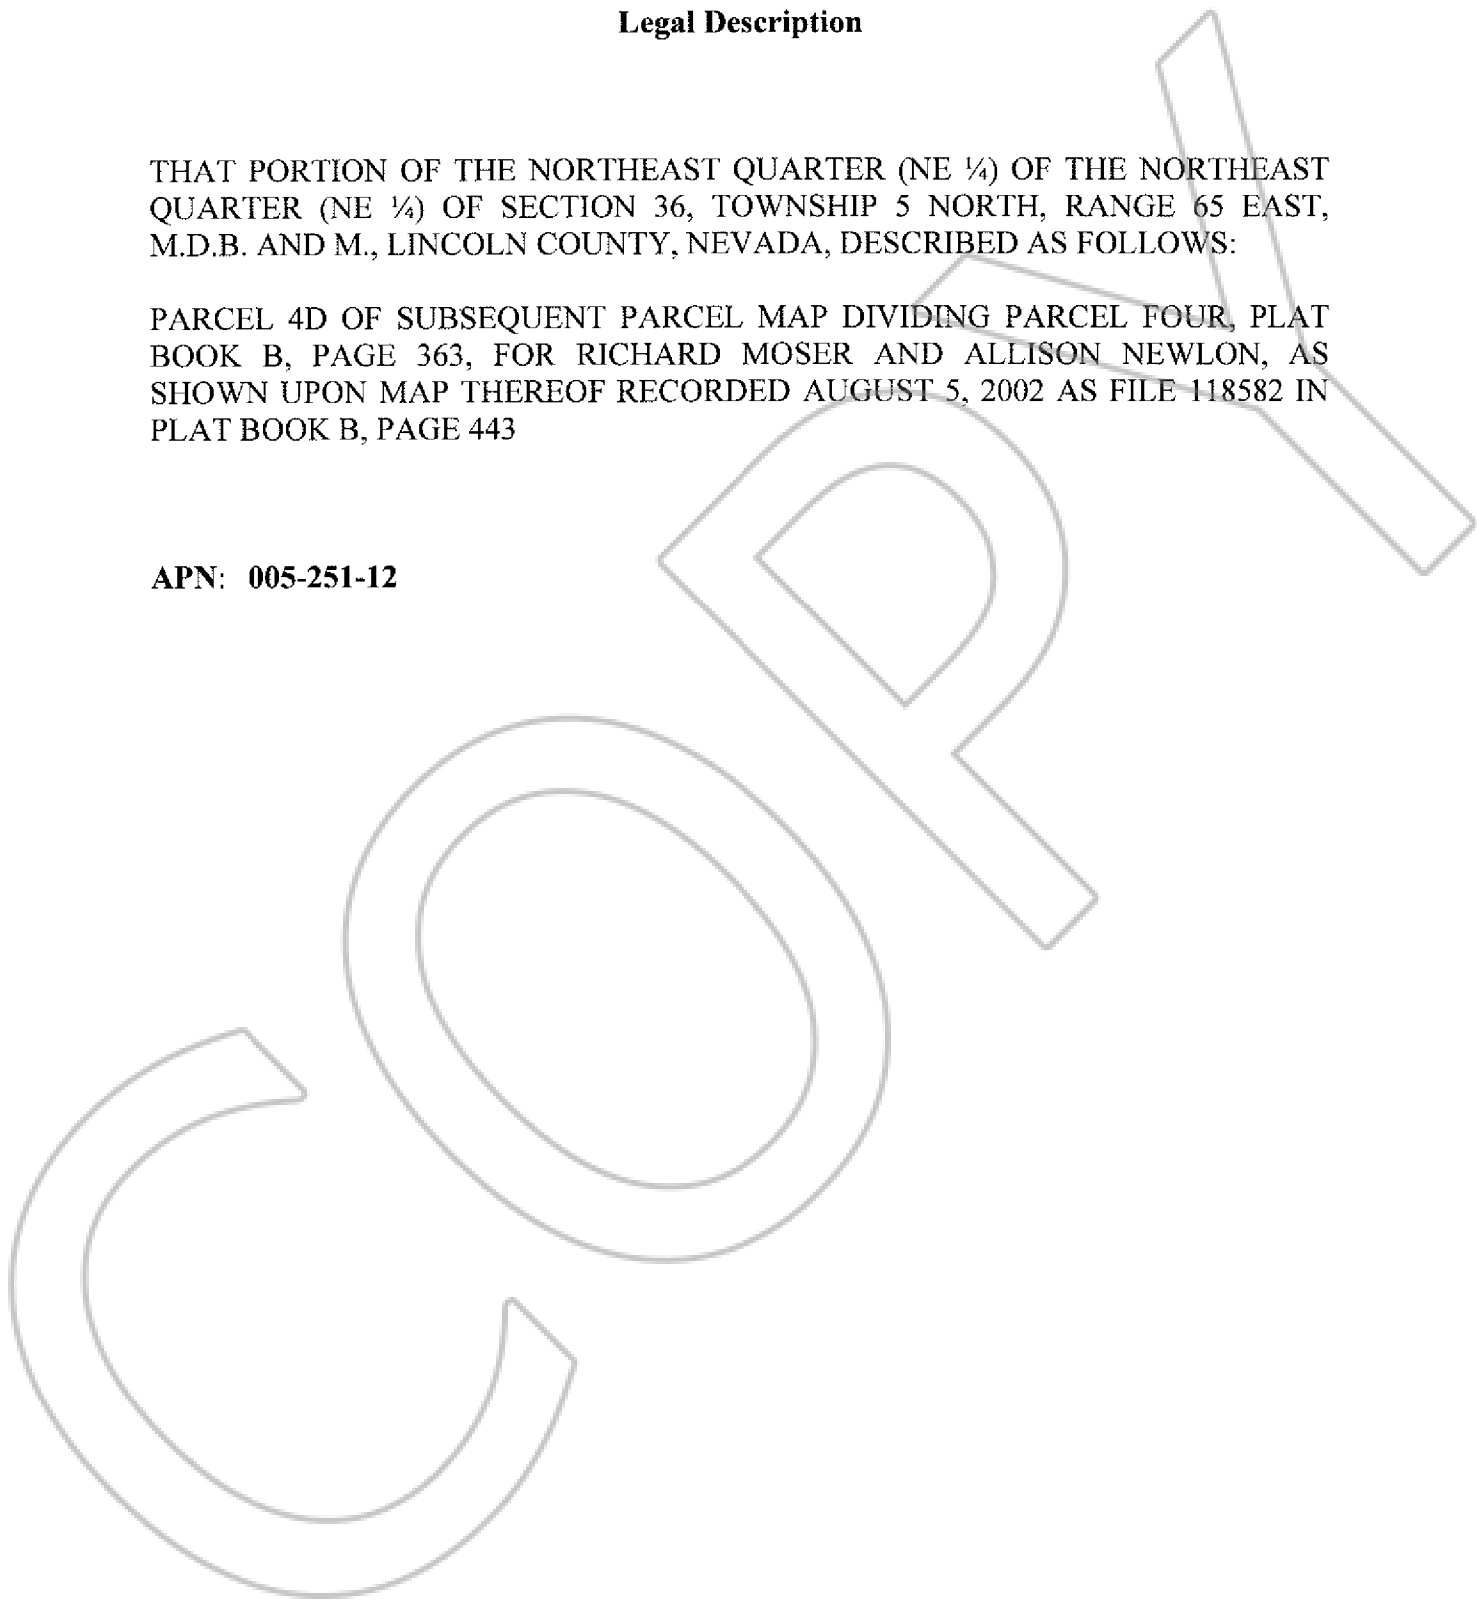 Legal Description
THAT PORTION OF THE NORTHEAST QUARTER (NE ¼) OF THE NORTHEAST
QUARTER (NE ¼) OF SECTION 36, TOWNSHIP 5 NORTH, RANGE 65 EAST,
M.D.B. AND M., LINCOLN COUNTY, NEVADA, DESCRIBED AS FOLLOWS:
PARCEL 4D OF SUBSEQUENT PARCEL MAP DIVIDING PARCEL FOUR, PLAT
BOOK B, PAGE 363, FOR RICHARD MOSER AND ALLISON NEWLON, AS
SHOWN UPON MAP THEREOF RECORDED AUGUST 5, 2002 AS FILE 118582 IN
PLAT BOOK B, PAGE 443
APN: 005-251-12
COPY